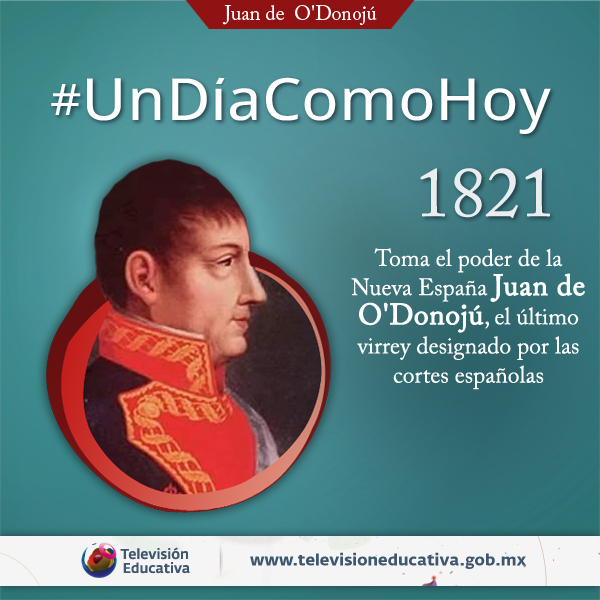 Juan de O'Donojú
#UnDíaComoHoy
1821
Toma el poder de la
Nueva España Juan de
O'Donojú, el último
virrey designado por las
cortes españolas
Televisión
Educativa
www.televisioneducativa.gob.mx